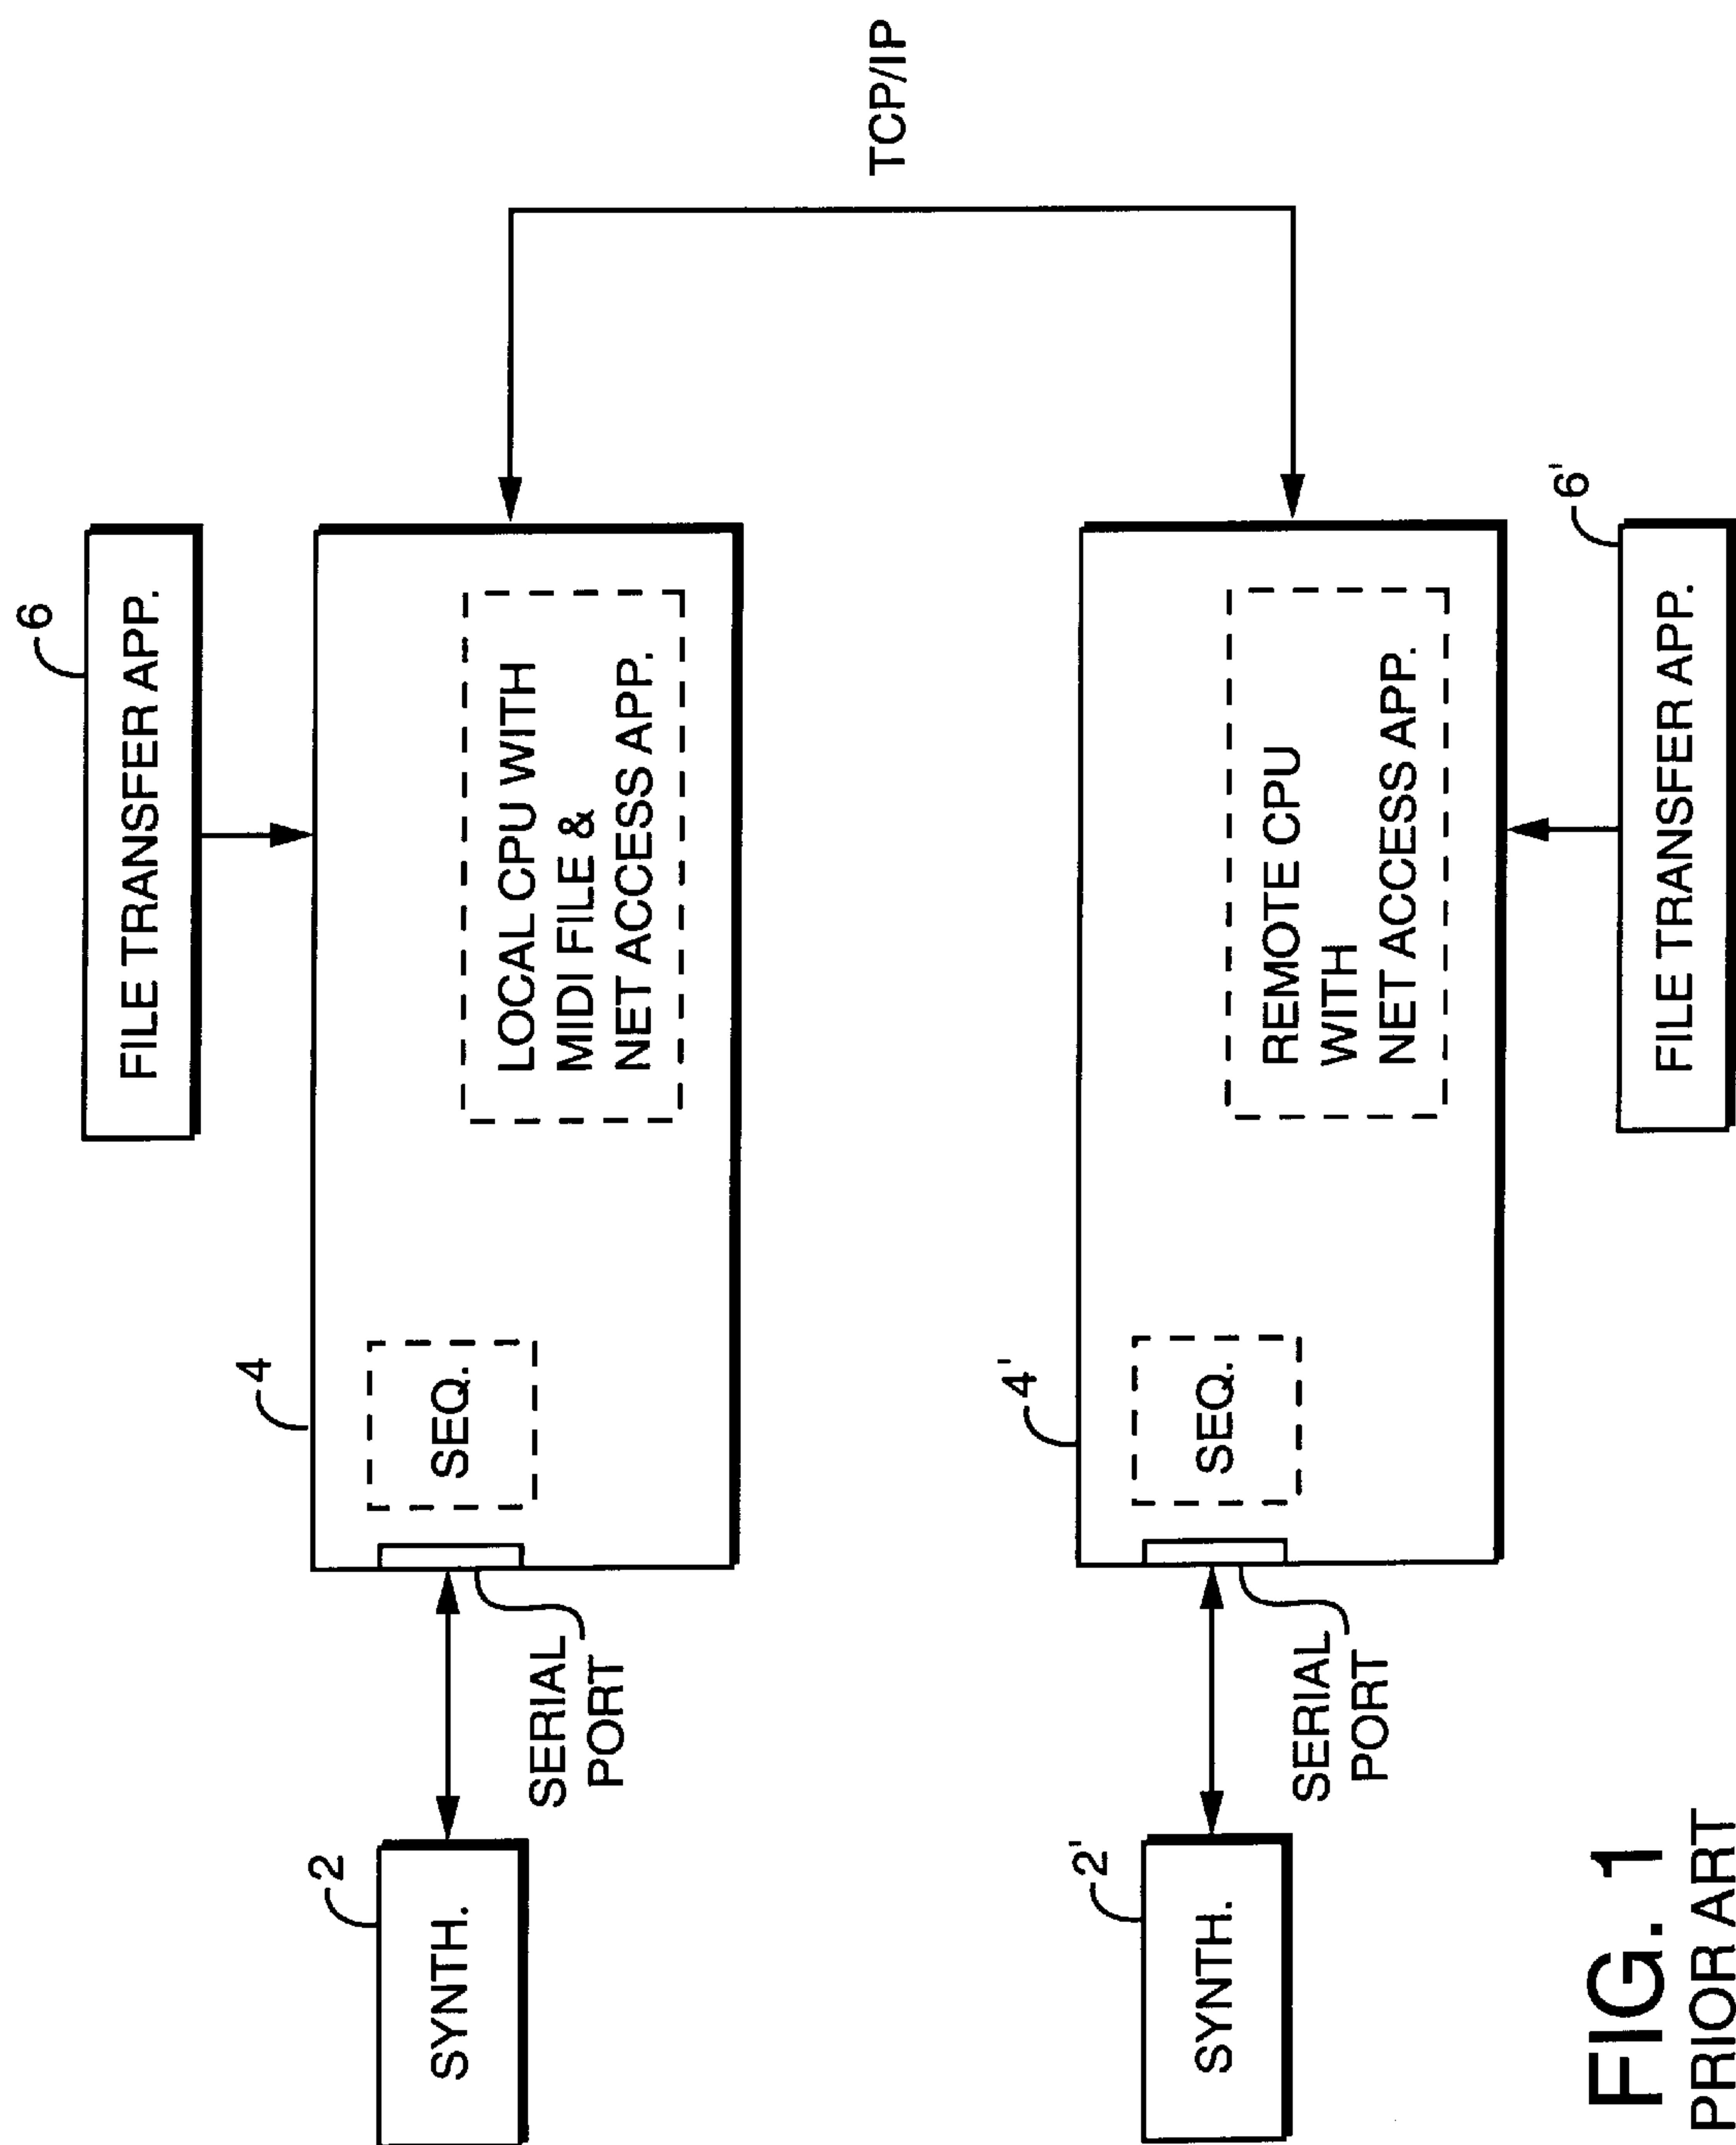 6
FILE TRANSFER APP.
4
LOCAL CPU WITH
MIDI FILE &
NET ACCESS APP.
SEQ.
2
SYNTH.
SERIAL
PORT
TCP/IP
4'
REMOTE CPU
WITH
NET ACCESS APP.
SEQ.
2'
SYNTH.
SERIAL
PORT
6'
FILE TRANSFER APP.
FIG. 1
PRIOR ART